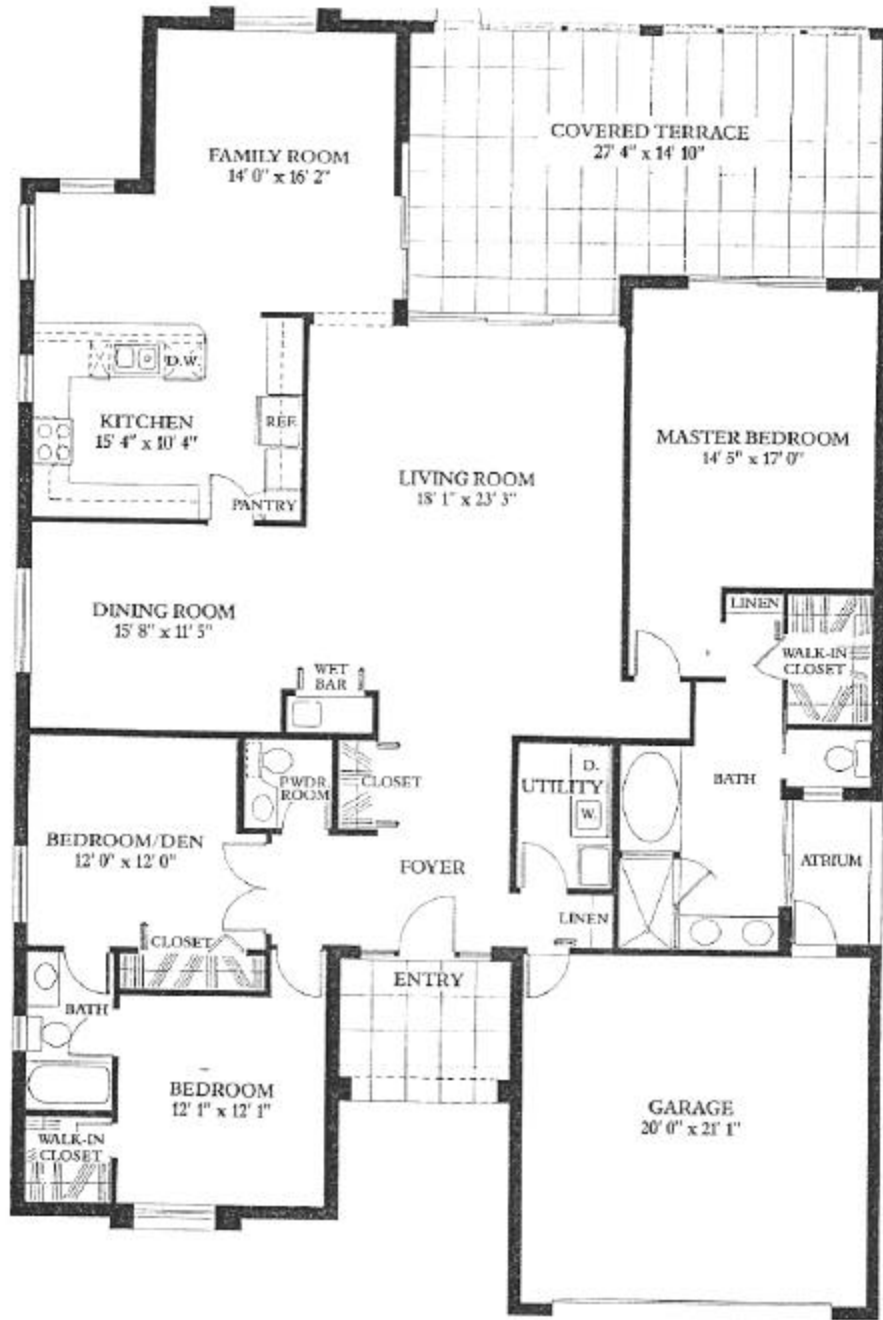 FAMILY ROOM
14' 0" x 16' 2"
COVERED TERRACE
27' 4" x 14' 10"
D.W.
KITCHEN
15' 4" x 10' 4"
REF.
PANTRY
LIVING ROOM
18' 1" x 23' 3"
MASTER BEDROOM
14' 5" x 17' 0"
DINING ROOM
15' 8" x 11' 5"
LINEN
WALK-IN
CLOSET
WET
BAR
PWDR.
ROOM
CLOSET
D.
UTILITY
W.
BATH
BEDROOM/DEN
12' 0" x 12' 0"
FOYER
ATRIUM
CLOSET
LINEN
ENTRY
BATH
BEDROOM
12' 1" x 12' 1"
WALK-IN
CLOSET
GARAGE
20' 0" x 21' 1"